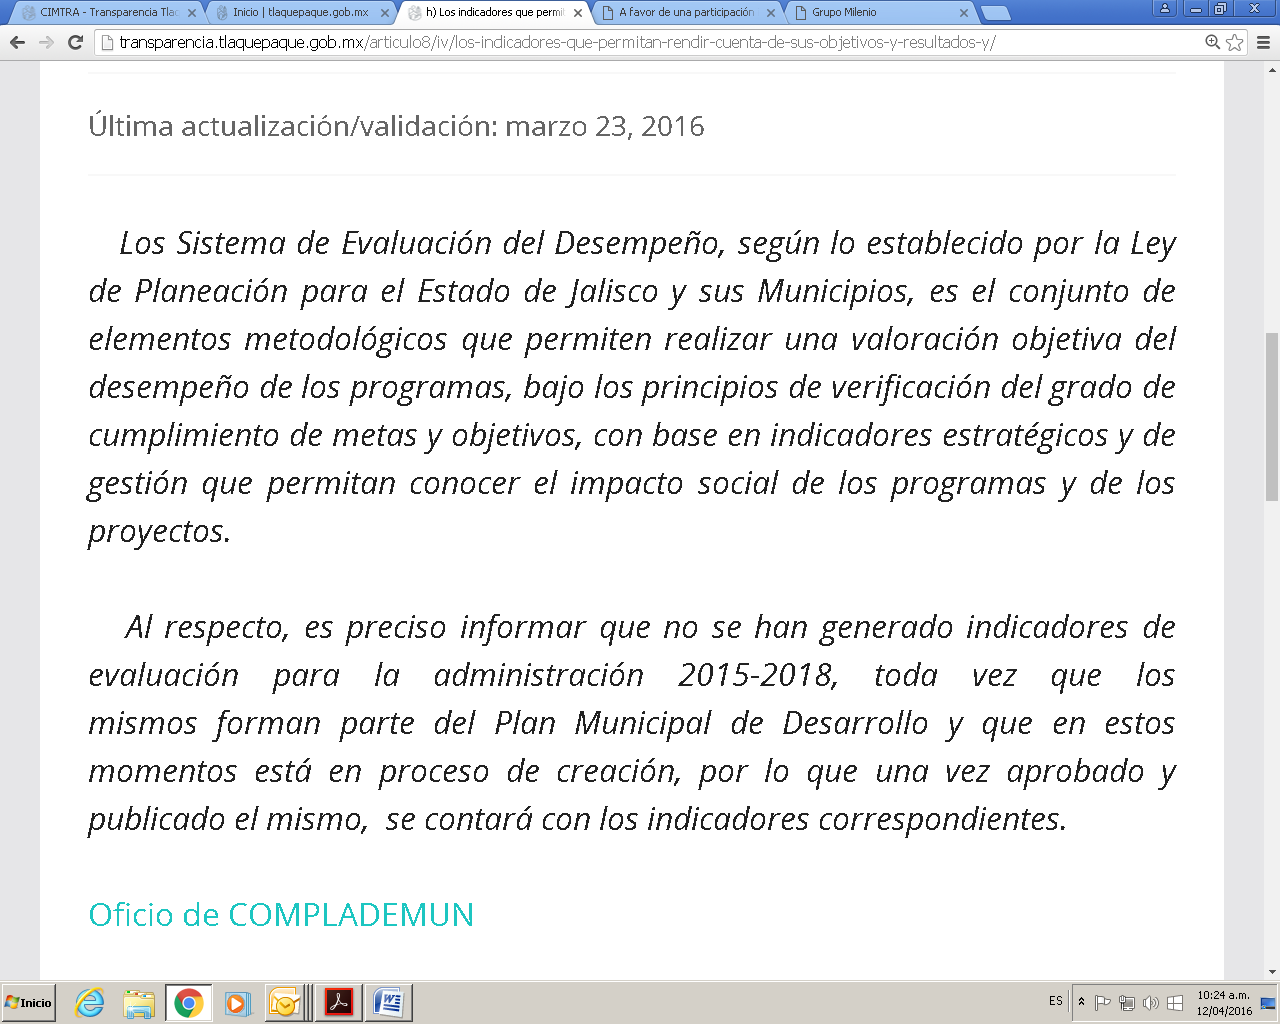 CIMTRA - Transparencia Tlaq
Inicio | tlaquepaque.gob.mx
h) Los indicadores que permit
A favor de una participación
Grupo Milenio
transparencia.tlaquepaque.gob.mx/articulo8/iv/los-indicadores-que-permitan-rendir-cuenta-de-sus-objetivos-y-resultados-y/
Última actualización/validación: marzo 23, 2016
Los Sistema de Evaluación del Desempeño, según lo establecido por la Ley
de Planeación para el Estado de Jalisco y sus Municipios, es el conjunto de
elementos metodológicos que permiten realizar una valoración objetiva del
desempeño de los programas, bajo los principios de verificación del grado de
cumplimiento de metas y objetivos, con base en indicadores estratégicos y de
gestión que permitan conocer el impacto social de los programas y de los
proyectos.
Al respecto, es preciso informar que no se han generado indicadores de
evaluación para la administración 2015-2018, toda vez que los
mismos forman parte del Plan Municipal de Desarrollo y que en estos
momentos está en proceso de creación, por lo que una vez aprobado y
publicado el mismo, se contará con los indicadores correspondientes.
Oficio de COMPLADEMUN
Inicio
ES
10:24 a.m.
12/04/2016